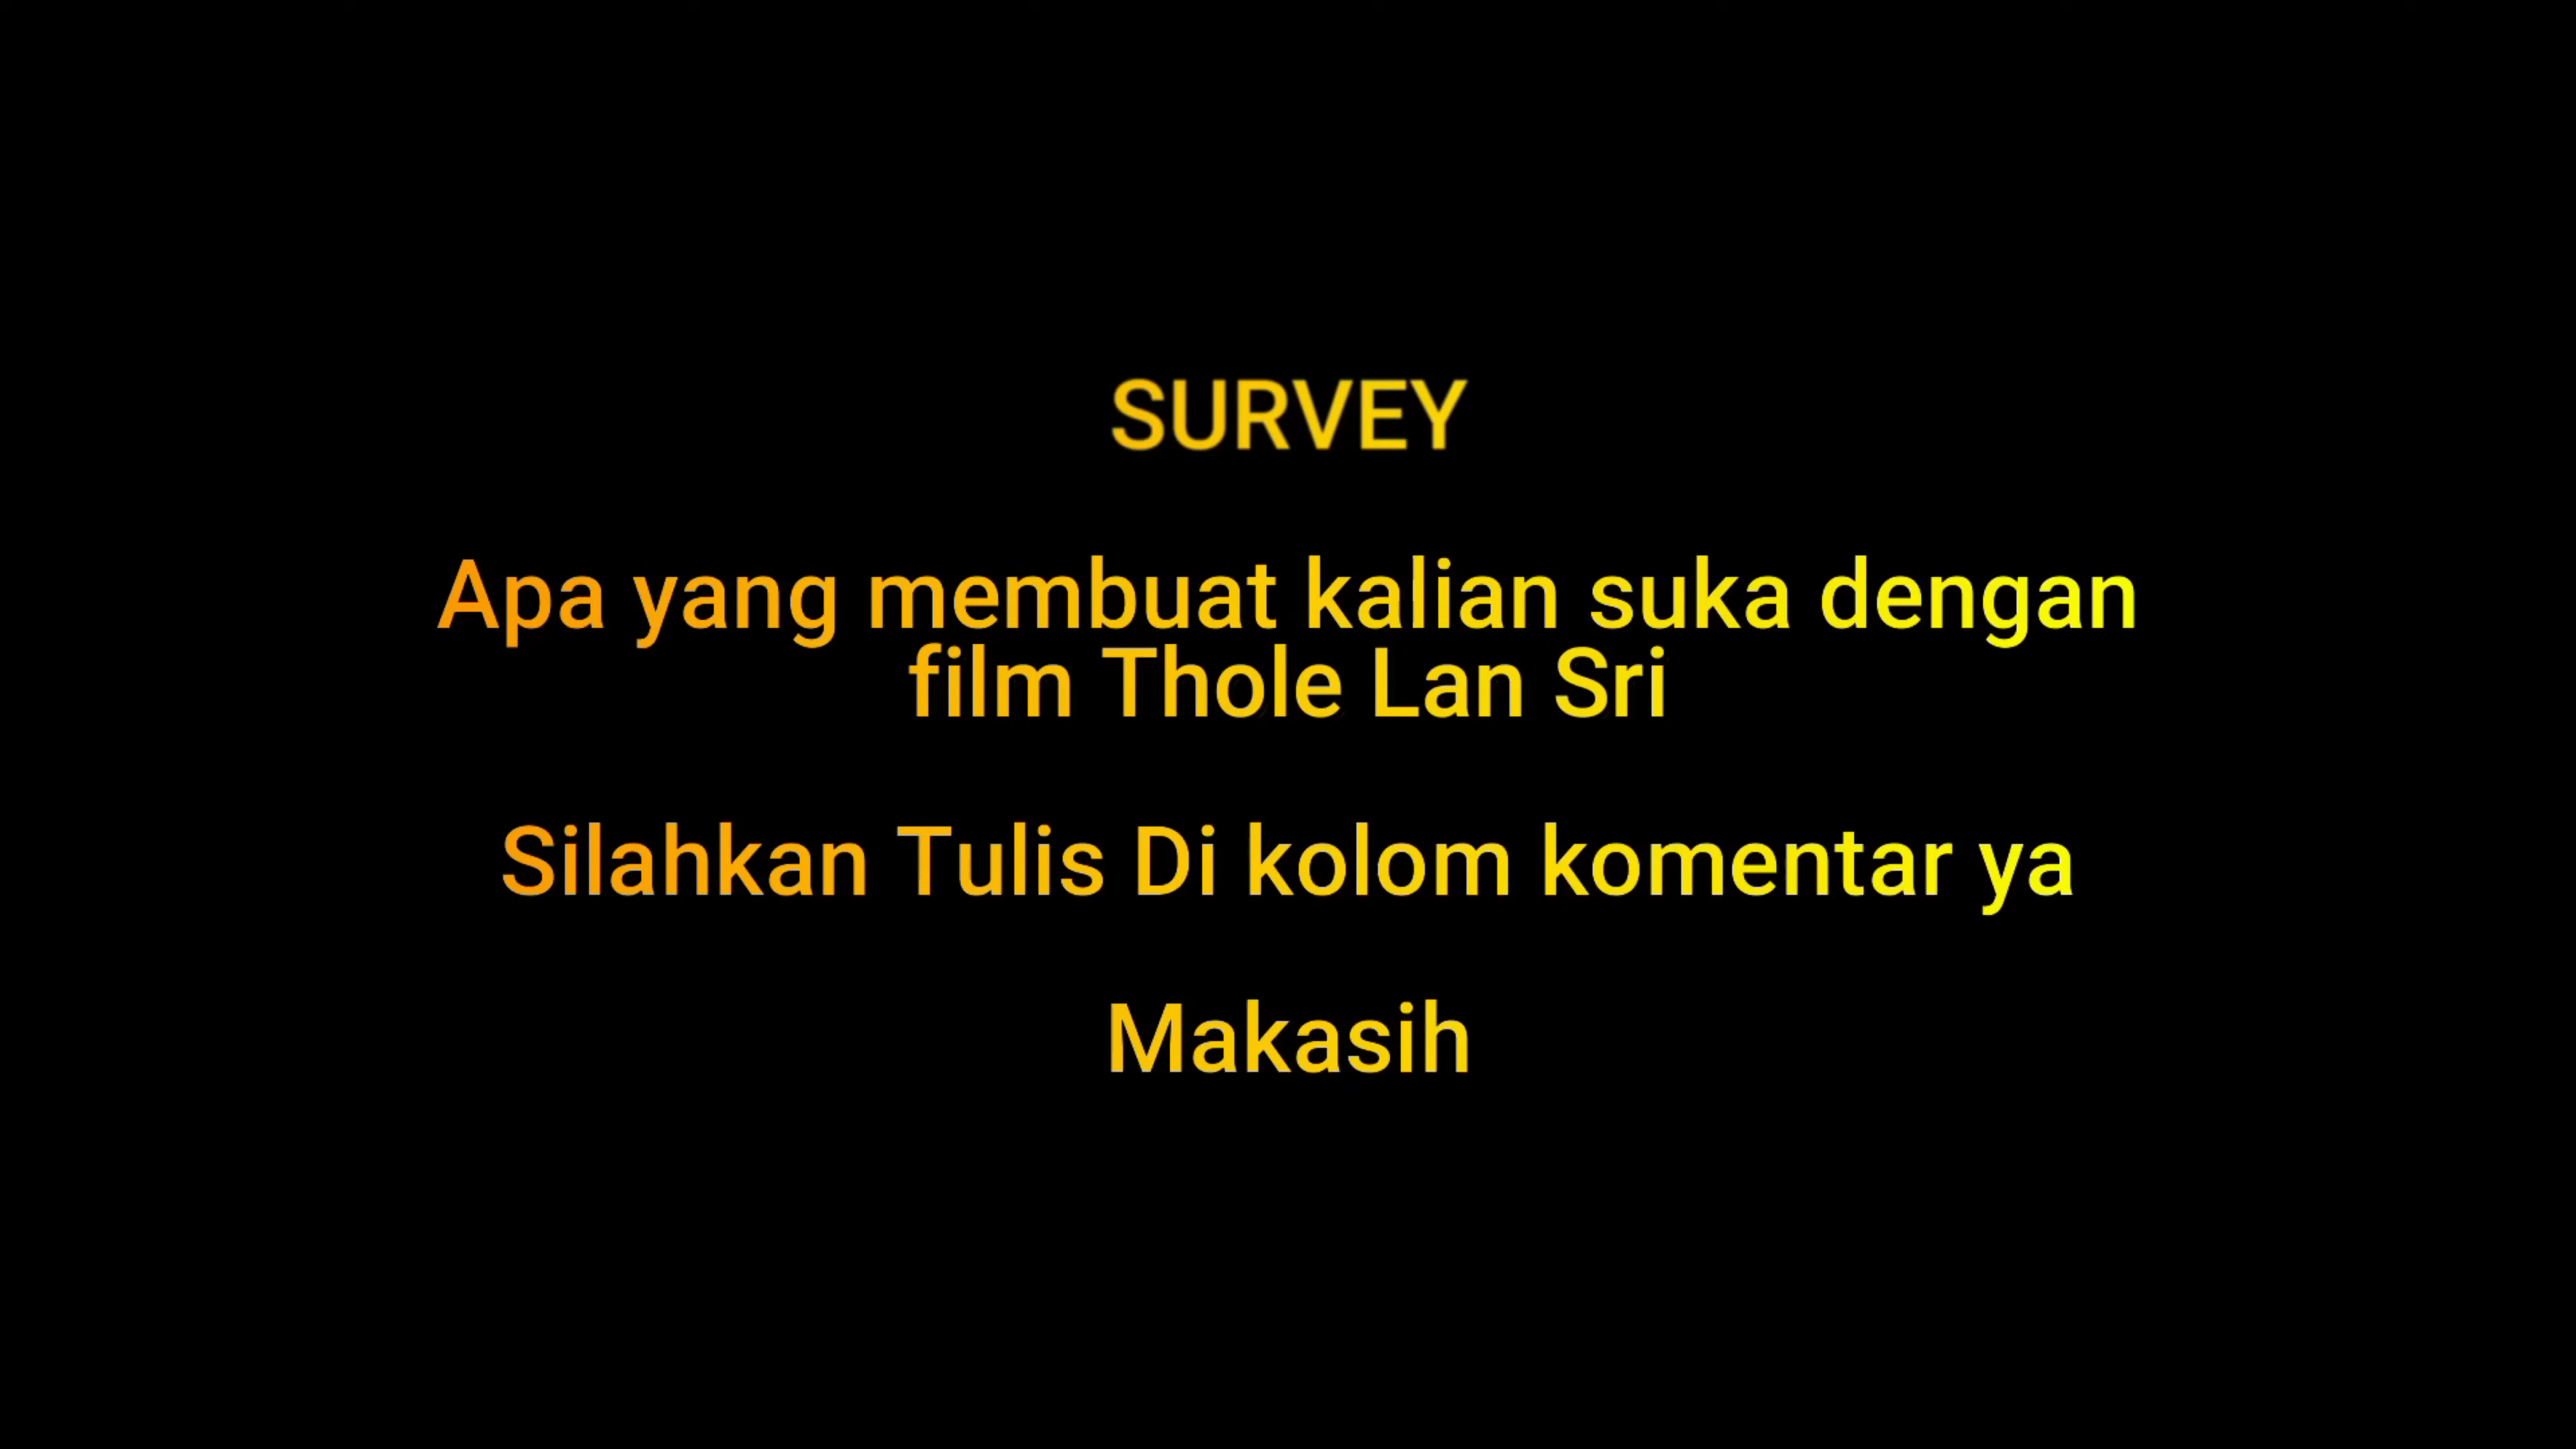 SURVEY
Apa yang membuat kalian suka dengan
film Thole Lan Sri
Silahkan Tulis Di kolom komentar ya
Makasih